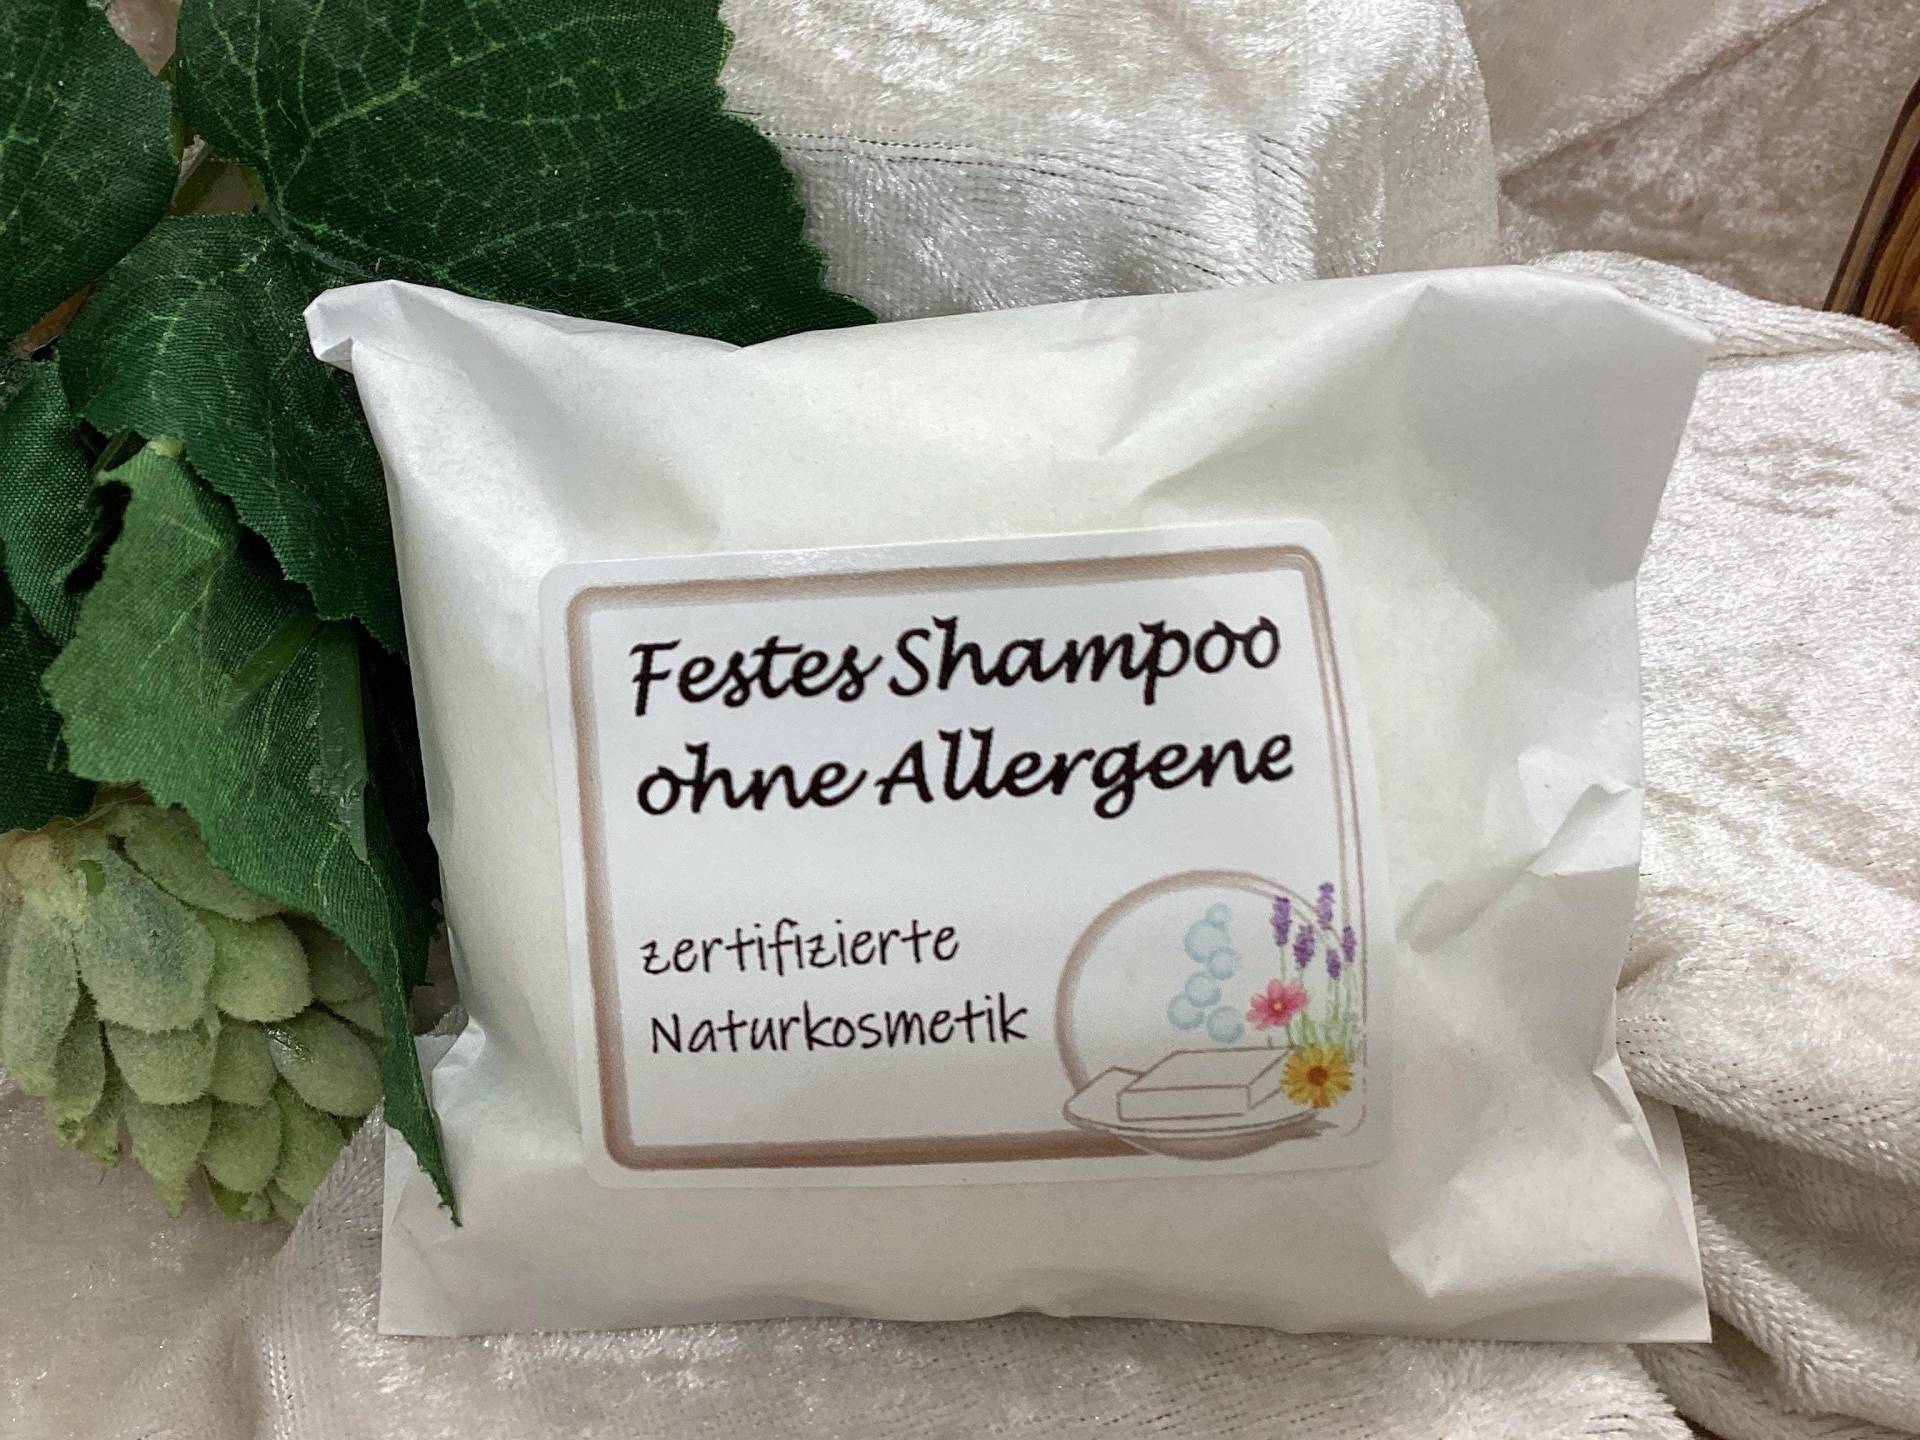 Festes Shampoo
ohne Allergene
zertifizierte
Naturkosmetik